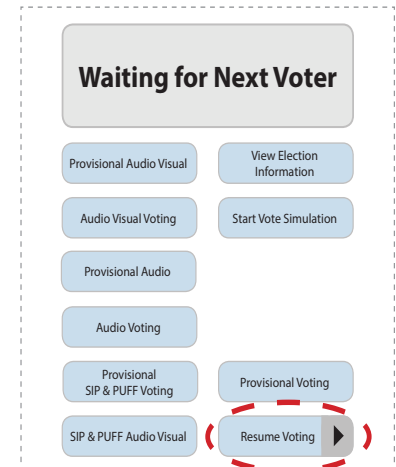 Waiting for Next Voter
Provisional Audio Visual
View Election
Information
Audio Visual Voting
Start Vote Simulation
Provisional Audio
Audio Voting
Provisional
SIP & PUFF Voting
Provisional Voting
SIP & PUFF Audio Visual
Resume Voting